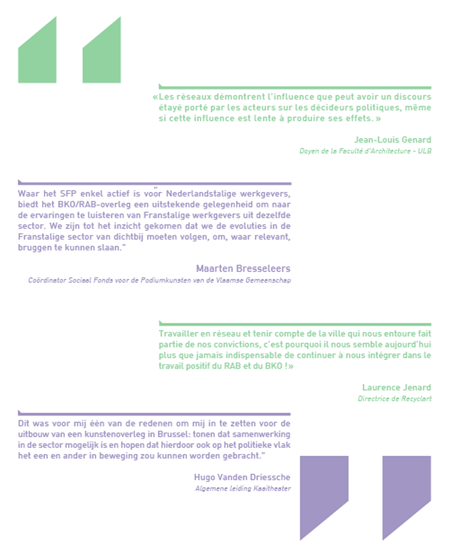 «Les réseaux démontrent l'influence que peut avoir un discours
étayé porté par les acteurs sur les décideurs politiques, même
si cette influence est lente à produire ses effets.»
Jean-Louis Genard
Doyen de la Faculté d'Architecture - ULB
Waar het SFP enkel actief is voor Nederlandstalige werkgevers,
biedt het BKO/RAB-overleg een uitstekende gelegenheid om naar
de ervaringen te luisteren van Franstalige werkgevers uit dezelfde
sector. We zijn tot het inzicht gekomen dat we de evoluties in de
Franstalige sector van dichtbij moeten volgen, om, waar relevant,
bruggen te kunnen slaan.”
Maarten Bresseleers
Coördinator Sociaal Fonds voor de Podiumkunsten van de Vlaamse Gemeenschap
Travailler en réseau et tenir compte de la ville qui nous entoure fait
partie de nos convictions, c'est pourquoi il nous semble aujourd'hui
plus que jamais indispensable de continuer à nous intégrer dans le
travail positif du RAB et du BKO !»
Laurence Jenard
Directrice de Recyclart
Dit was voor mij één van de redenen om mij in te zetten voor de
uitbouw van een kunstenoverleg in Brussel: tonen dat samenwerking
in de sector mogelijk is en hopen dat hierdoor ook op het politieke vlak
het een en ander in beweging zou kunnen worden gebracht.”
Hugo Vanden Driessche
Algemene leiding Kaaitheater